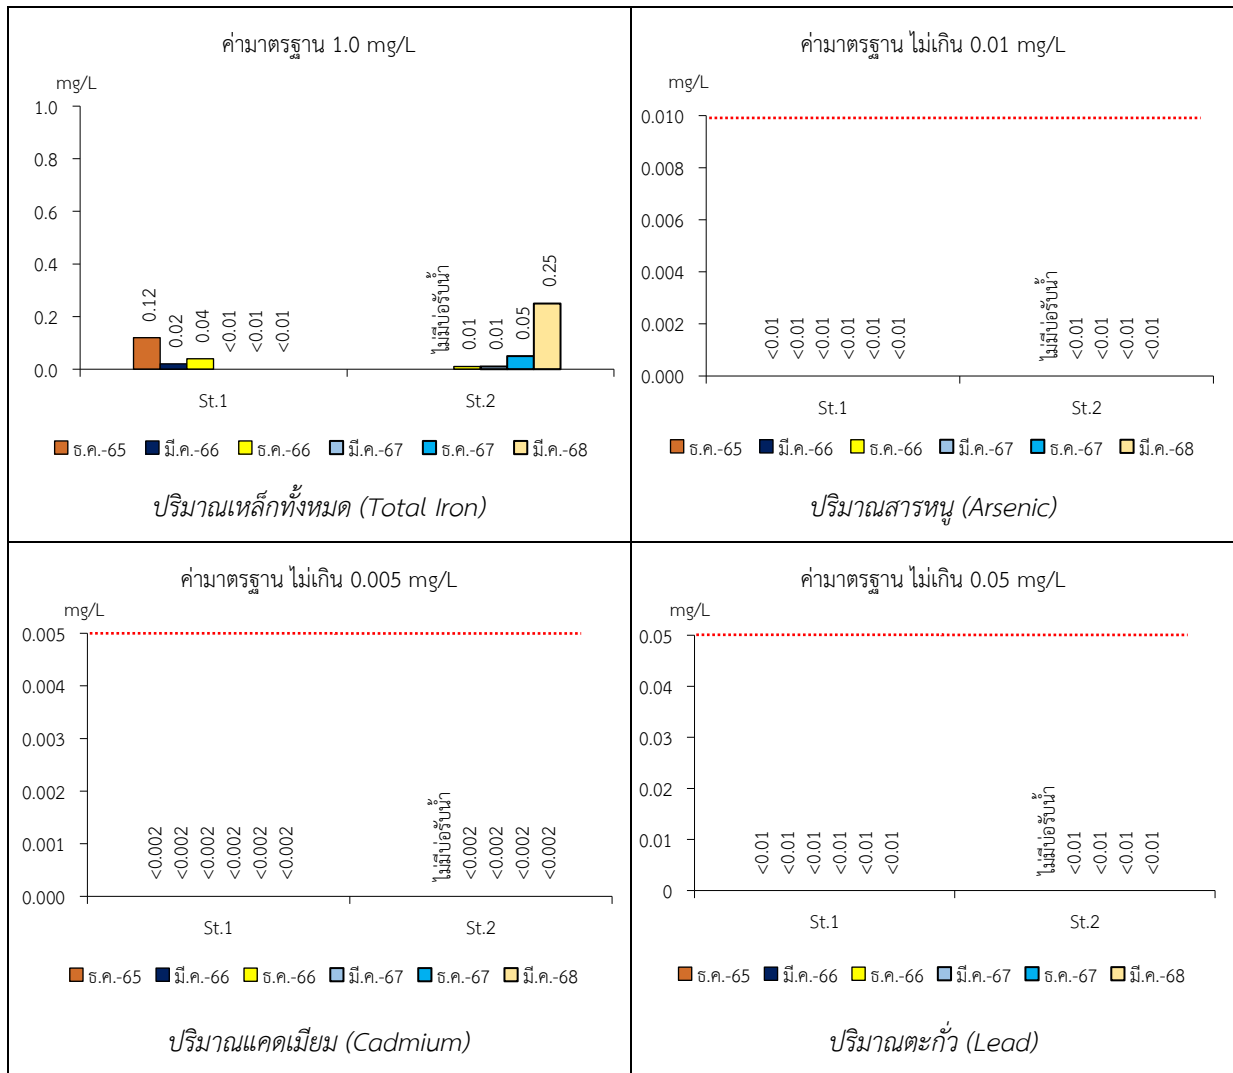 ค่ามาตรฐาน 1.0 mg/L
mg/L
1.0
0.8
0.6
0.4
0.2
0.0
0.12
0.02
0.04
<0.01
<0.01
<0.01
ไม่มีบ่อรับน้ำ
0.01
0.01
0.05
0.25
St.1 St.2
ธ.ค.-65 มี.ค.-66 ธ.ค.-66 มี.ค.-67 ธ.ค.-67 มี.ค.-68
ปริมาณเหล็กทั้งหมด (Total Iron)
ค่ามาตรฐาน ไม่เกิน 0.01 mg/L
mg/L
0.010
0.008
0.006
0.004
0.002
0.000
<0.01
<0.01
<0.01
<0.01
<0.01
<0.01
ไม่มีบ่อรับน้ำ
<0.01
<0.01
<0.01
<0.01
St.1 St.2
ธ.ค.-65 มี.ค.-66 ธ.ค.-66 มี.ค.-67 ธ.ค.-67 มี.ค.-68
ปริมาณสารหนู (Arsenic)
ค่ามาตรฐาน ไม่เกิน 0.005 mg/L
mg/L
0.005
0.004
0.003
0.002
0.001
0.000
<0.002
<0.002
<0.002
<0.002
<0.002
<0.002
ไม่มีบ่อรับน้ำ
<0.002
<0.002
<0.002
<0.002
St.1 St.2
ธ.ค.-65 มี.ค.-66 ธ.ค.-66 มี.ค.-67 ธ.ค.-67 มี.ค.-68
ปริมาณแคดเมียม (Cadmium)
ค่ามาตรฐาน ไม่เกิน 0.05 mg/L
mg/L
0.05
0.04
0.03
0.02
0.01
0
<0.01
<0.01
<0.01
<0.01
<0.01
<0.01
ไม่มีบ่อรับน้ำ
<0.01
<0.01
<0.01
<0.01
St.1 St.2
ธ.ค.-65 มี.ค.-66 ธ.ค.-66 มี.ค.-67 ธ.ค.-67 มี.ค.-68
ปริมาณตะกั่ว (Lead)